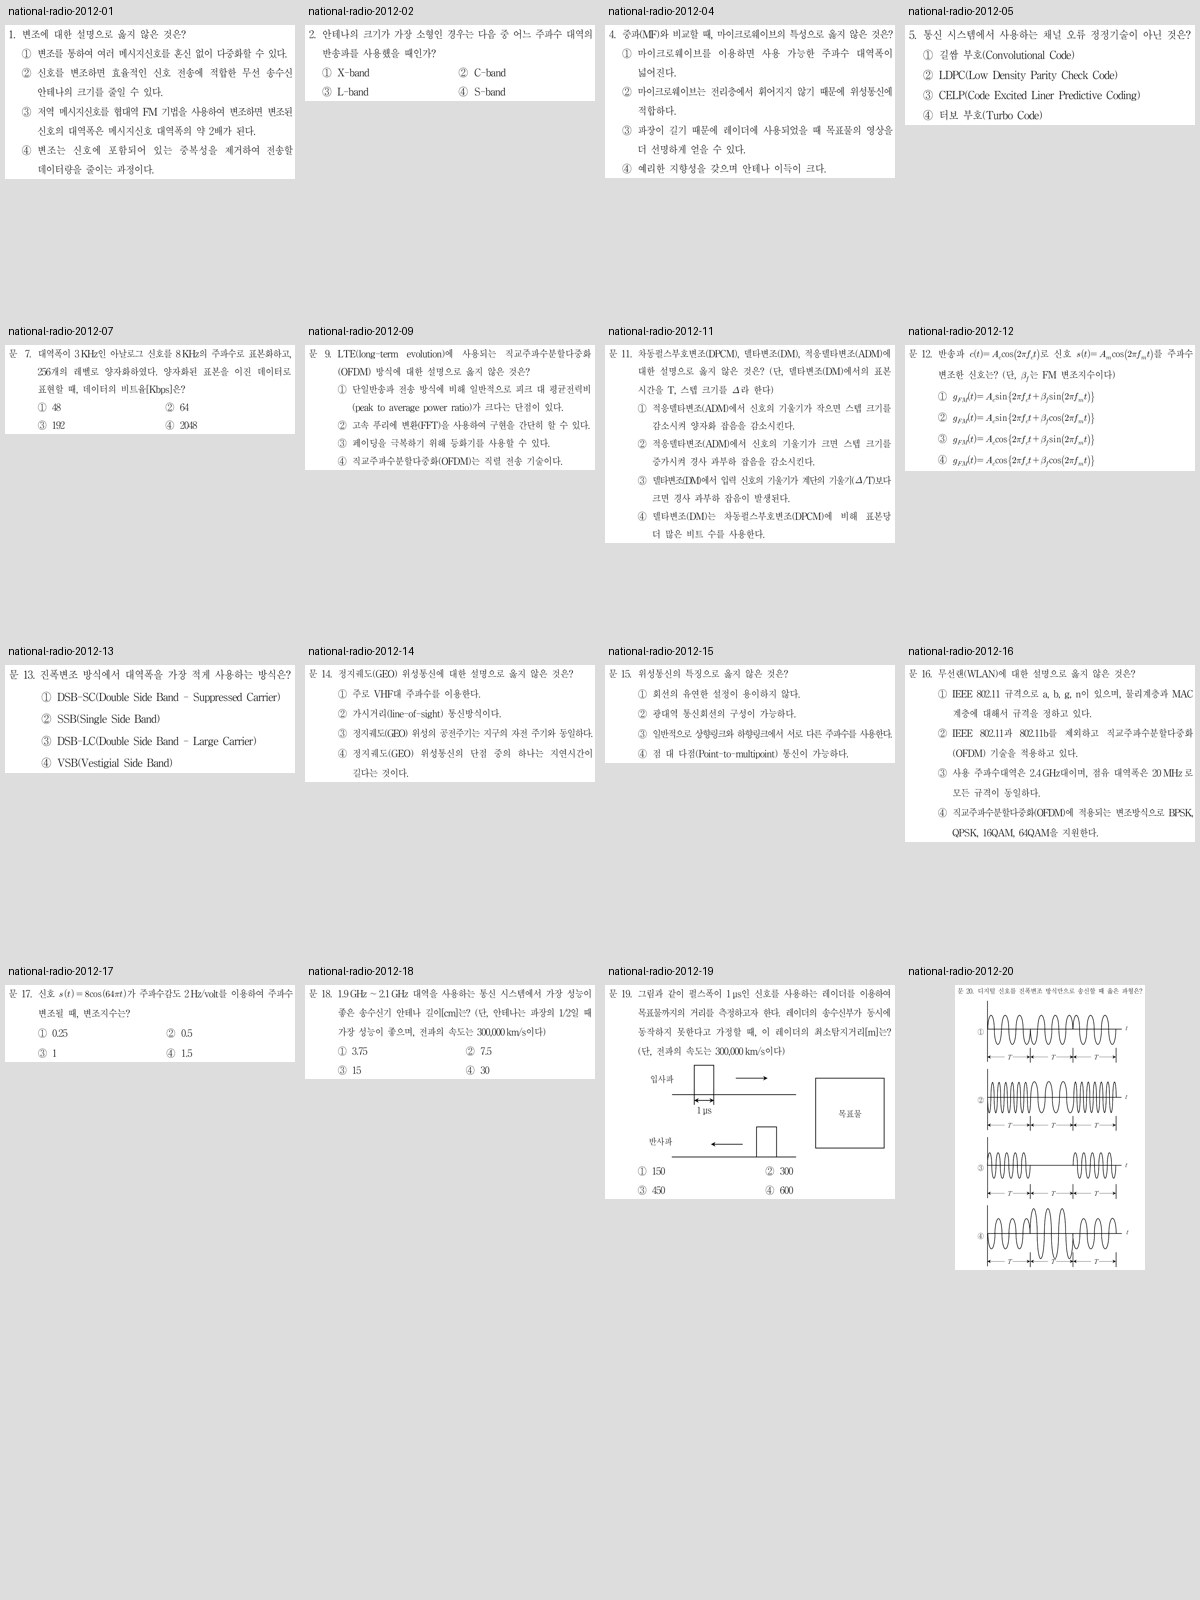 national-radio-2012-01
1. 변조에 대한 설명으로 옳지 않은 것은?
① 변조를 통하여 여러 메시지신호를 혼신 없이 다중화할 수 있다.
② 신호를 변조하면 효율적인 신호 전송에 적합한 무선 송수신
안테나의 크기를 줄일 수 있다.
③ 저역 메시지신호를 협대역 FM 기법을 사용하여 변조하면 변조된
신호의 대역폭은 메시지신호 대역폭의 약 2배가 된다.
④ 변조는 신호에 포함되어 있는 중복성을 제거하여 전송할
데이터량을 줄이는 과정이다.
national-radio-2012-02
2. 안테나의 크기가 가장 소형인 경우는 다음 중 어느 주파수 대역의
반송파를 사용했을 때인가?
① X-band ② C-band
③ L-band ④ S-band
national-radio-2012-04
4. 중파(MF)와 비교할 때, 마이크로웨이브의 특성으로 옳지 않은 것은?
① 마이크로웨이브를 이용하면 사용 가능한 주파수 대역폭이
넓어진다.
② 마이크로웨이브는 전리층에서 휘어지지 않기 때문에 위성통신에
적합하다.
③ 파장이 길기 때문에 레이더에 사용되었을 때 목표물의 영상을
더 선명하게 얻을 수 있다.
④ 예리한 지향성을 갖으며 안테나 이득이 크다.
national-radio-2012-05
5. 통신 시스템에서 사용하는 채널 오류 정정기술이 아닌 것은?
① 길쌈 부호(Convolutional Code)
② LDPC(Low Density Parity Check Code)
③ CELP(Code Excited Liner Predictive Coding)
④ 터보 부호(Turbo Code)
national-radio-2012-07
문 7. 대역폭이 3 KHz인 아날로그 신호를 8 KHz의 주파수로 표본화하고,
256개의 레벨로 양자화하였다. 양자화된 표본을 이진 데이터로
표현할 때, 데이터의 비트율[Kbps]은?
① 48 ② 64
③ 192 ④ 2048
national-radio-2012-09
문 9. LTE(long-term evolution)에 사용되는 직교주파수분할다중화
(OFDM) 방식에 대한 설명으로 옳지 않은 것은?
① 단일반송파 전송 방식에 비해 일반적으로 피크 대 평균전력비
(peak to average power ratio)가 크다는 단점이 있다.
② 고속 푸리에 변환(FFT)을 사용하여 구현을 간단히 할 수 있다.
③ 페이딩을 극복하기 위해 등화기를 사용할 수 있다.
④ 직교주파수분할다중화(OFDM)는 직렬 전송 기술이다.
national-radio-2012-11
문 11. 차동펄스부호변조(DPCM), 델타변조(DM), 적응델타변조(ADM)에
대한 설명으로 옳지 않은 것은? (단, 델타변조(DM)에서의 표본
시간을 T, 스텝 크기를 Δ라 한다)
① 적응델타변조(ADM)에서 신호의 기울기가 작으면 스텝 크기를
감소시켜 양자화 잡음을 감소시킨다.
② 적응델타변조(ADM)에서 신호의 기울기가 크면 스텝 크기를
증가시켜 경사 과부하 잡음을 감소시킨다.
③ 델타변조(DM)에서 입력 신호의 기울기가 계단의 기울기(Δ/T)보다
크면 경사 과부하 잡음이 발생된다.
④ 델타변조(DM)는 차동펄스부호변조(DPCM)에 비해 표본당
더 많은 비트 수를 사용한다.
national-radio-2012-12
문 12. 반송파 c(t)= A_c cos(2πf_c t)로 신호 s(t)= A_m cos(2πf_m t)를 주파수
변조한 신호는? (단, β_f는 FM 변조지수이다)
① g_FM(t)= A_c sin{2πf_c t+β_f sin(2πf_m t)}
② g_FM(t)= A_c sin{2πf_c t+β_f cos(2πf_m t)}
③ g_FM(t)= A_c cos{2πf_c t+β_f sin(2πf_m t)}
④ g_FM(t)= A_c cos{2πf_c t+β_f cos(2πf_m t)}
national-radio-2012-13
문 13. 진폭변조 방식에서 대역폭을 가장 적게 사용하는 방식은?
① DSB-SC(Double Side Band - Suppressed Carrier)
② SSB(Single Side Band)
③ DSB-LC(Double Side Band - Large Carrier)
④ VSB(Vestigial Side Band)
national-radio-2012-14
문 14. 정지궤도(GEO) 위성통신에 대한 설명으로 옳지 않은 것은?
① 주로 VHF대 주파수를 이용한다.
② 가시거리(line-of-sight) 통신방식이다.
③ 정지궤도(GEO) 위성의 공전주기는 지구의 자전 주기와 동일하다.
④ 정지궤도(GEO) 위성통신의 단점 중의 하나는 지연시간이
길다는 것이다.
national-radio-2012-15
문 15. 위성통신의 특징으로 옳지 않은 것은?
① 회선의 유연한 설정이 용이하지 않다.
② 광대역 통신회선의 구성이 가능하다.
③ 일반적으로 상향링크와 하향링크에서 서로 다른 주파수를 사용한다.
④ 점 대 다점(Point-to-multipoint) 통신이 가능하다.
national-radio-2012-16
문 16. 무선랜(WLAN)에 대한 설명으로 옳지 않은 것은?
① IEEE 802.11 규격으로 a, b, g, n이 있으며, 물리계층과 MAC
계층에 대해서 규격을 정하고 있다.
② IEEE 802.11과 802.11b를 제외하고 직교주파수분할다중화
(OFDM) 기술을 적용하고 있다.
③ 사용 주파수대역은 2.4 GHz대이며, 점유 대역폭은 20 MHz로
모든 규격이 동일하다.
④ 직교주파수분할다중화(OFDM)에 적용되는 변조방식으로 BPSK,
QPSK, 16QAM, 64QAM을 지원한다.
national-radio-2012-17
문 17. 신호 s(t)=8cos(64πt)가 주파수감도 2 Hz/volt를 이용하여 주파수
변조될 때, 변조지수는?
① 0.25 ② 0.5
③ 1 ④ 1.5
national-radio-2012-18
문 18. 1.9 GHz ~ 2.1 GHz 대역을 사용하는 통신 시스템에서 가장 성능이
좋은 송수신기 안테나 길이[cm]는? (단, 안테나는 파장의 1/2일 때
가장 성능이 좋으며, 전파의 속도는 300,000 km/s이다)
① 3.75 ② 7.5
③ 15 ④ 30
national-radio-2012-19
문 19. 그림과 같이 펄스폭이 1 μs인 신호를 사용하는 레이더를 이용하여
목표물까지의 거리를 측정하고자 한다. 레이더의 송수신부가 동시에
동작하지 못한다고 가정할 때, 이 레이더의 최소탐지거리[m]는?
(단, 전파의 속도는 300,000 km/s이다)
입사파
1 μs
목표물
반사파
① 150 ② 300
③ 450 ④ 600
national-radio-2012-20
문 20. 디지털 신호를 진폭변조 방식만으로 송신할 때 옳은 파형은?
① t
T T T
② t
T T T
③ t
T T T
④ t
T T T